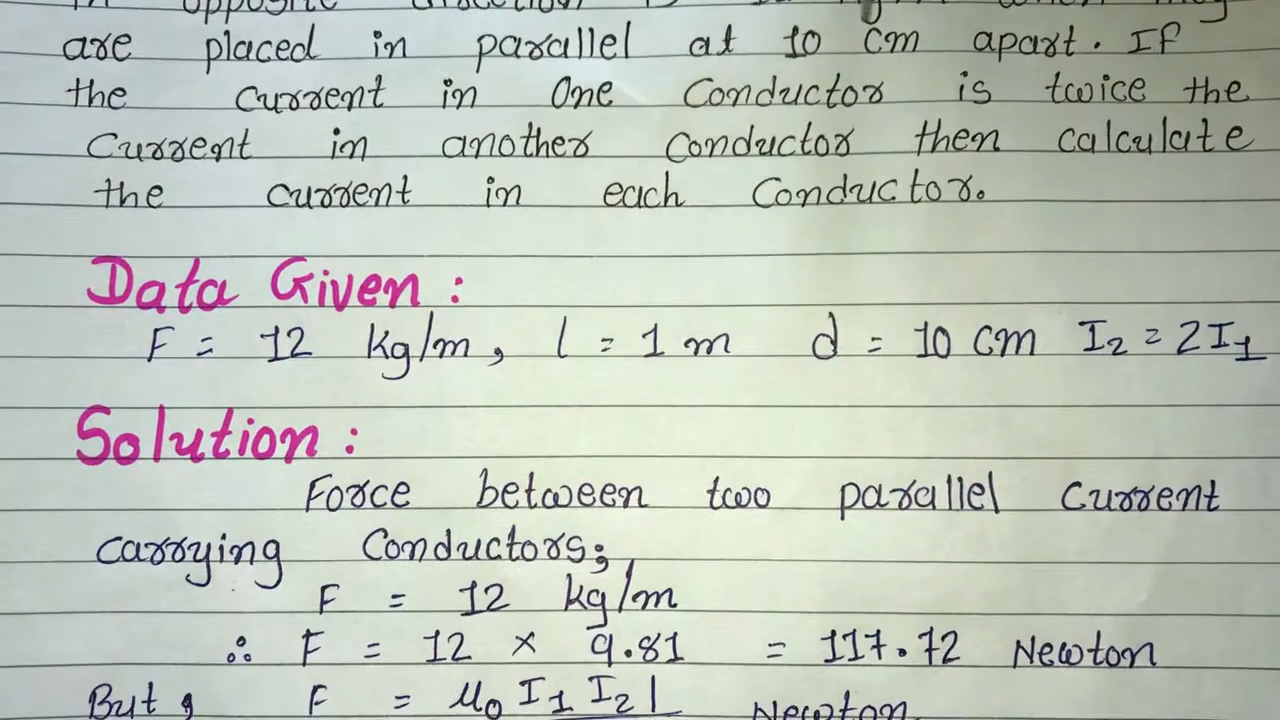 are placed in parallel at 10 cm apart. If
the current in one conductor is twice the
current in another conductor then calculate
the current in each conductor.
Data Given :
F = 12 kg/m, l = 1 m d = 10 cm I₂ = 2I₁
Solution :
Force between two parallel current
carrying conductors;
F = 12 kg/m
∴ F = 12 × 9.81 = 117.72 Newton
But, F = μ₀ I₁ I₂ l Newton